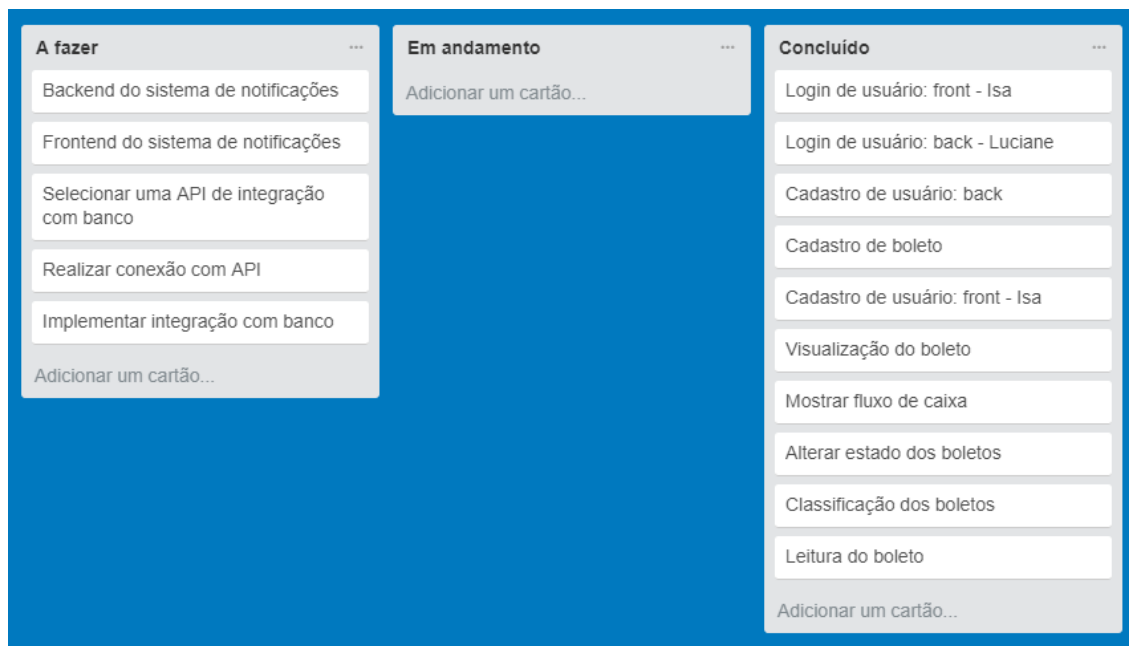 A fazer
Backend do sistema de notificações
Frontend do sistema de notificações
Selecionar uma API de integração
com banco
Realizar conexão com API
Implementar integração com banco
Adicionar um cartão...
Em andamento
Adicionar um cartão...
Concluído
Login de usuário: front - Isa
Login de usuário: back - Luciane
Cadastro de usuário: back
Cadastro de boleto
Cadastro de usuário: front - Isa
Visualização do boleto
Mostrar fluxo de caixa
Alterar estado dos boletos
Classificação dos boletos
Leitura do boleto
Adicionar um cartão...